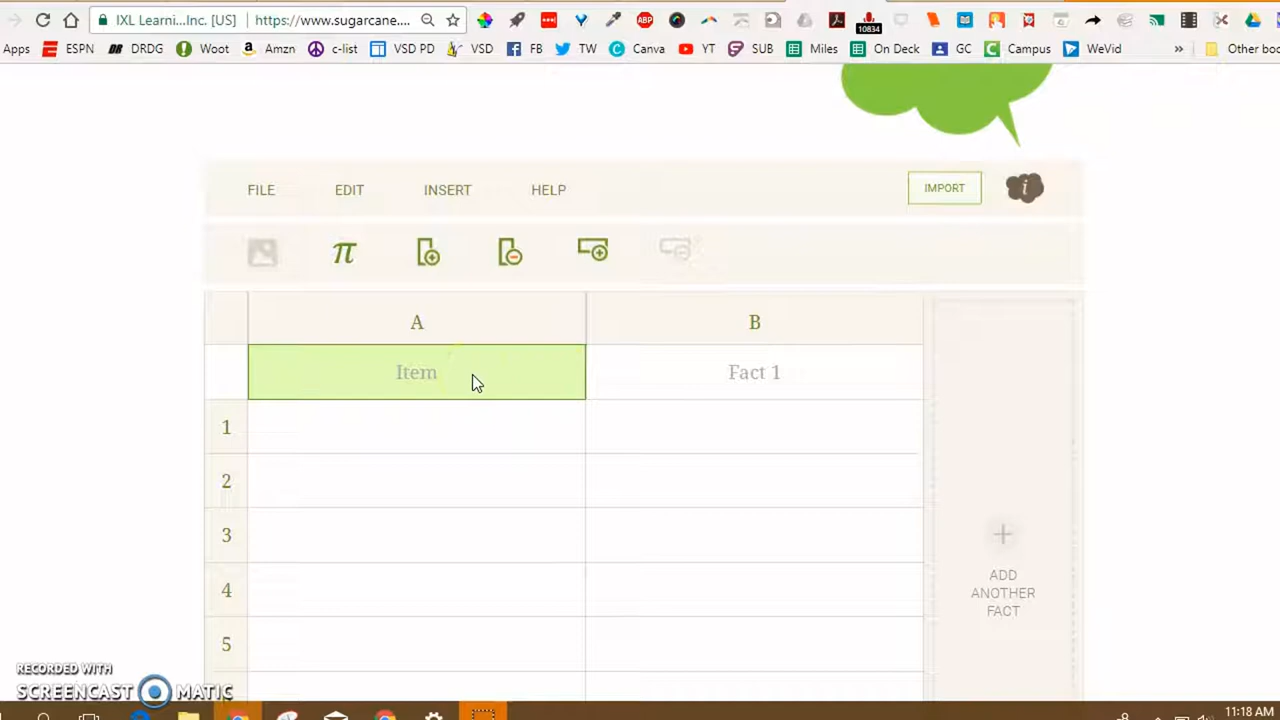 IXL Learni...Inc. [US] https://www.sugarcane....
ABP
10834
Apps ESPN DRDG Woot Amzn c-list VSD PD VSD FB TW Canva YT SUB Miles On Deck GC Campus WeVid » Other boo
FILE EDIT INSERT HELP IMPORT i
π
A B
Item Fact 1
1
2
3
4
5
+
ADD
ANOTHER
FACT
RECORDED WITH
SCREENCAST MATIC
11:18 AM